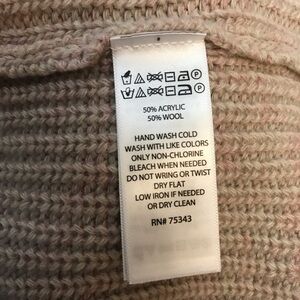 50% ACRYLIC
50% WOOL
HAND WASH COLD
WASH WITH LIKE COLORS
ONLY NON-CHLORINE
BLEACH WHEN NEEDED
DO NOT WRING OR TWIST
DRY FLAT
LOW IRON IF NEEDED
OR DRY CLEAN
RN# 75343